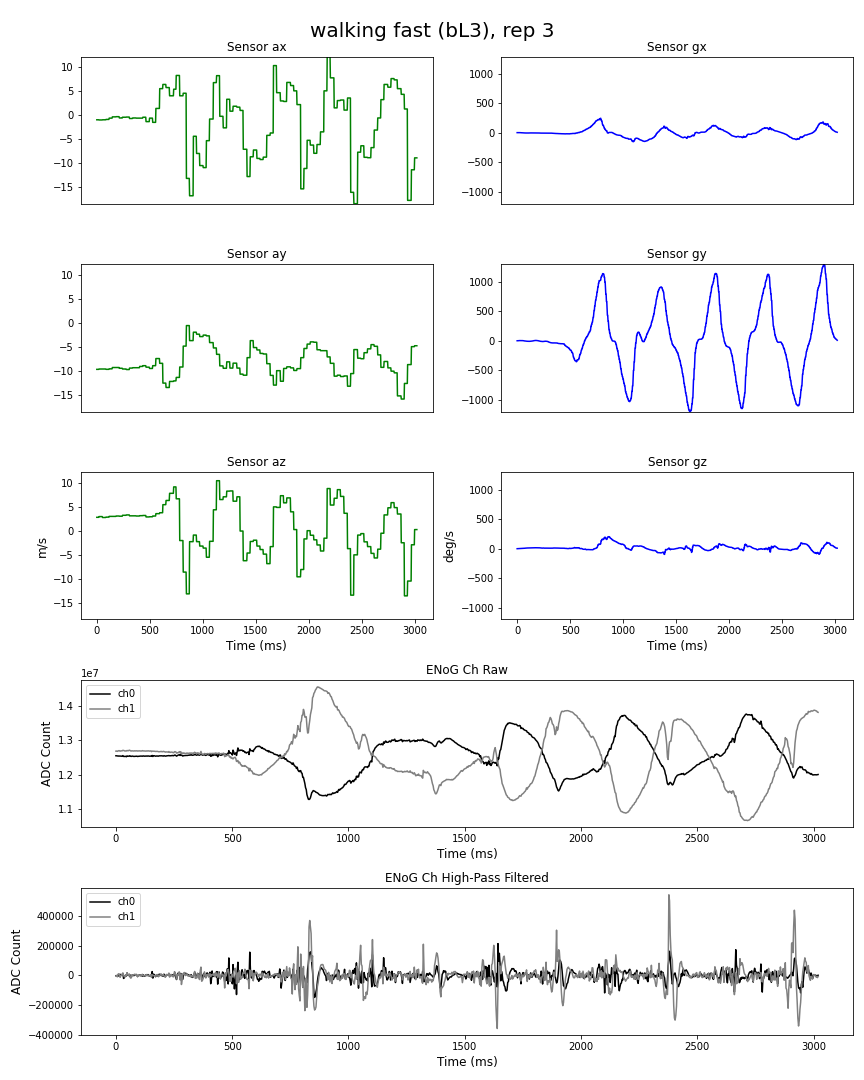 walking fast (bL3), rep 3
Sensor ax
10
5
0
−5
−10
−15
Sensor gx
1000
500
0
−500
−1000
Sensor ay
10
5
0
−5
−10
−15
Sensor gy
1000
500
0
−500
−1000
Sensor az
10
5
0
−5
−10
−15
m/s
0 500 1000 1500 2000 2500 3000
Time (ms)
Sensor gz
1000
500
0
−500
−1000
deg/s
0 500 1000 1500 2000 2500 3000
Time (ms)
ENoG Ch Raw
1e7
ch0
ch1
1.4
1.3
1.2
1.1
ADC Count
0 500 1000 1500 2000 2500 3000
Time (ms)
ENoG Ch High-Pass Filtered
ch0
ch1
400000
200000
0
−200000
−400000
ADC Count
0 500 1000 1500 2000 2500 3000
Time (ms)